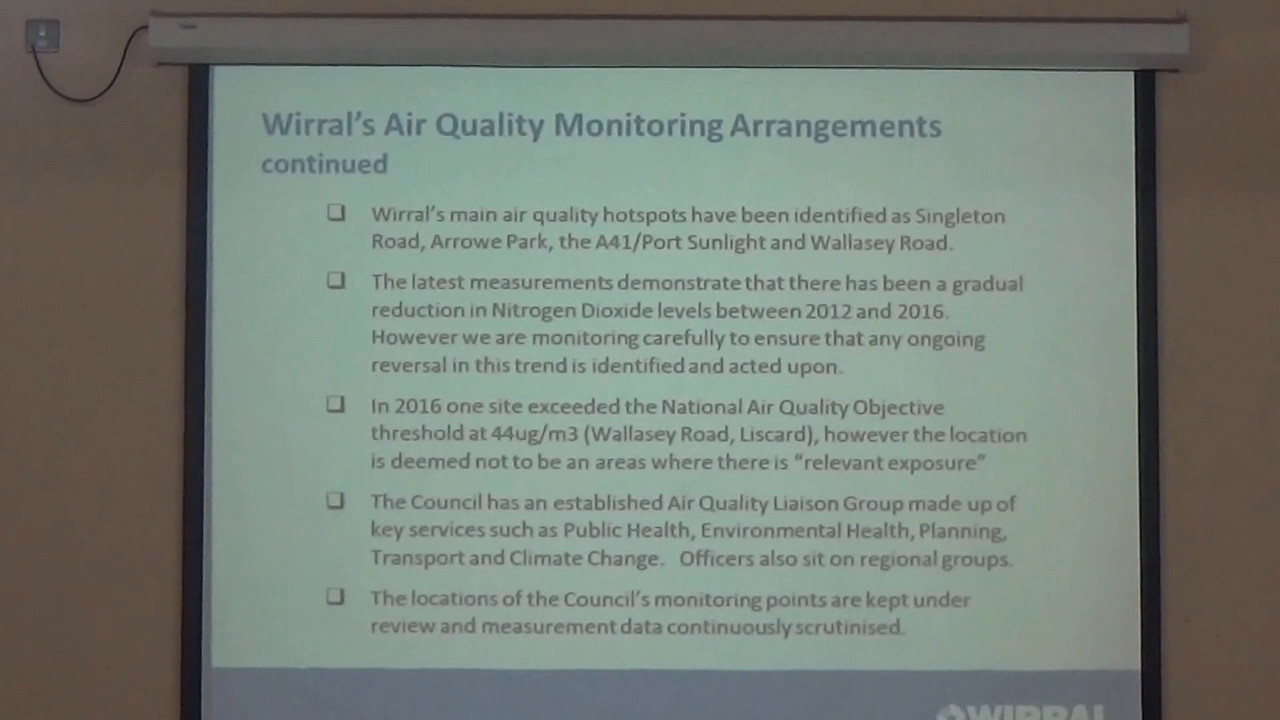 Wirral's Air Quality Monitoring Arrangements
continued
❑ Wirral's main air quality hotspots have been identified as Singleton
Road, Arrowe Park, the A41/Port Sunlight and Wallasey Road.
❑ The latest measurements demonstrate that there has been a gradual
reduction in Nitrogen Dioxide levels between 2012 and 2016.
However we are monitoring carefully to ensure that any ongoing
reversal in this trend is identified and acted upon.
❑ In 2016 one site exceeded the National Air Quality Objective
threshold at 44ug/m3 (Wallasey Road, Liscard), however the location
is deemed not to be an areas where there is "relevant exposure"
❑ The Council has an established Air Quality Liaison Group made up of
key services such as Public Health, Environmental Health, Planning,
Transport and Climate Change. Officers also sit on regional groups.
❑ The locations of the Council's monitoring points are kept under
review and measurement data continuously scrutinised.
WIRRAL